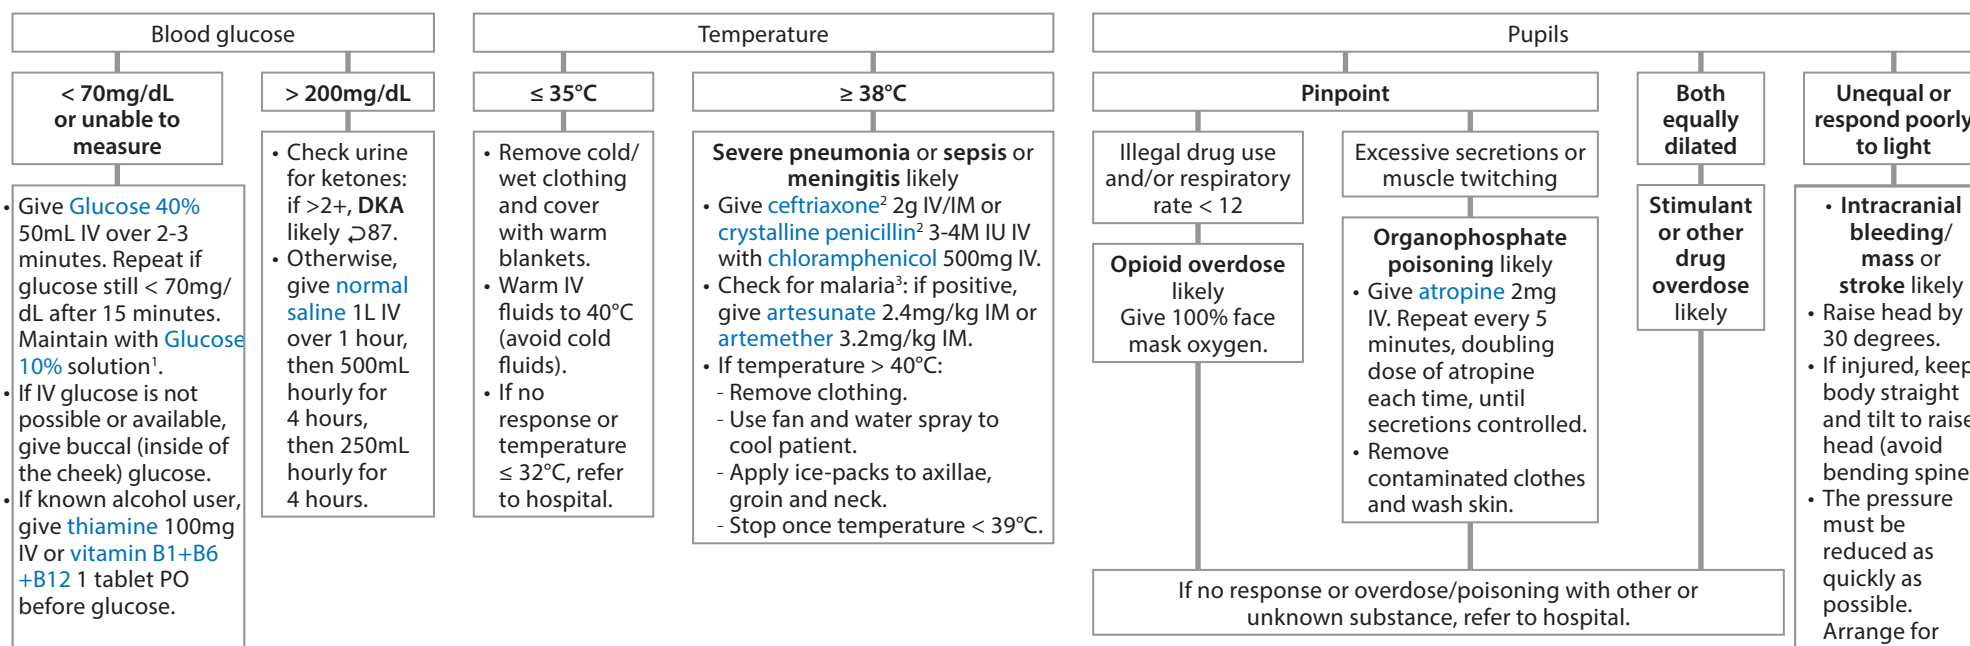 Blood glucose
< 70mg/dL
or unable to
measure
• Give Glucose 40%
50mL IV over 2-3
minutes. Repeat if
glucose still < 70mg/
dL after 15 minutes.
Maintain with Glucose
10% solution¹.
• If IV glucose is not
possible or available,
give buccal (inside of
the cheek) glucose.
• If known alcohol user,
give thiamine 100mg
IV or vitamin B1+B6
+B12 1 tablet PO
before glucose.
> 200mg/dL
• Check urine
for ketones:
if >2+, DKA
likely ⮌87.
• Otherwise,
give normal
saline 1L IV
over 1 hour,
then 500mL
hourly for
4 hours,
then 250mL
hourly for
4 hours.
Temperature
≤ 35°C
• Remove cold/
wet clothing
and cover
with warm
blankets.
• Warm IV
fluids to 40°C
(avoid cold
fluids).
• If no
response or
temperature
≤ 32°C, refer
to hospital.
≥ 38°C
Severe pneumonia or sepsis or
meningitis likely
• Give ceftriaxone² 2g IV/IM or
crystalline penicillin² 3-4M IU IV
with chloramphenicol 500mg IV.
• Check for malaria³: if positive,
give artesunate 2.4mg/kg IM or
artemether 3.2mg/kg IM.
• If temperature > 40°C:
- Remove clothing.
- Use fan and water spray to
cool patient.
- Apply ice-packs to axillae,
groin and neck.
- Stop once temperature < 39°C.
Pupils
Pinpoint
Illegal drug use
and/or respiratory
rate < 12
Opioid overdose
likely
Give 100% face
mask oxygen.
Excessive secretions or
muscle twitching
Organophosphate
poisoning likely
• Give atropine 2mg
IV. Repeat every 5
minutes, doubling
dose of atropine
each time, until
secretions controlled.
• Remove
contaminated clothes
and wash skin.
Both
equally
dilated
Stimulant
or other
drug
overdose
likely
If no response or overdose/poisoning with other or
unknown substance, refer to hospital.
Unequal or
respond poorly
to light
• Intracranial
bleeding/
mass or
stroke likely
• Raise head by
30 degrees.
• If injured, keep
body straight
and tilt to raise
head (avoid
bending spine
• The pressure
must be
reduced as
quickly as
possible.
Arrange for